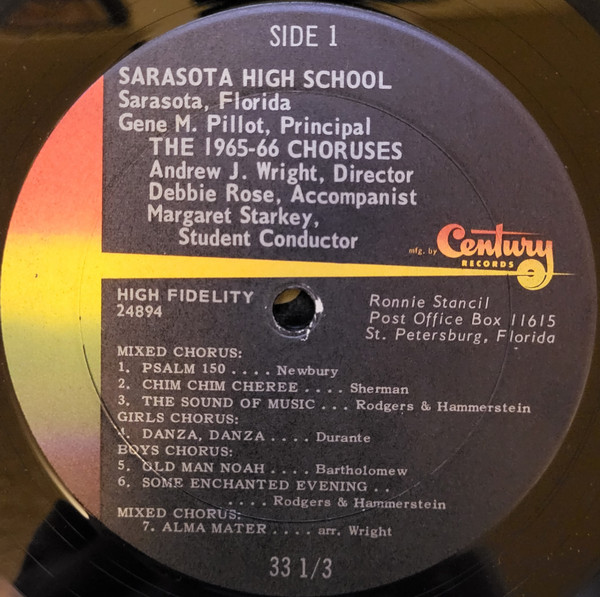 SIDE 1
SARASOTA HIGH SCHOOL
Sarasota, Florida
Gene M. Pillot, Principal
THE 1965-66 CHORUSES
Andrew J. Wright, Director
Debbie Rose, Accompanist
Margaret Starkey,
Student Conductor
mfg. by Century
RECORDS
HIGH FIDELITY
24894
Ronnie Stancil
Post Office Box 11615
St. Petersburg, Florida
MIXED CHORUS:
1. PSALM 150 . . . . Newbury
2. CHIM CHIM CHEREE . . . . Sherman
3. THE SOUND OF MUSIC . . . Rodgers & Hammerstein
GIRLS CHORUS:
4. DANZA, DANZA . . . . Durante
BOYS CHORUS:
5. OLD MAN NOAH . . . . Bartholomew
6. SOME ENCHANTED EVENING . .
. . . . Rodgers & Hammerstein
MIXED CHORUS:
7. ALMA MATER . . . . arr. Wright
33 1/3